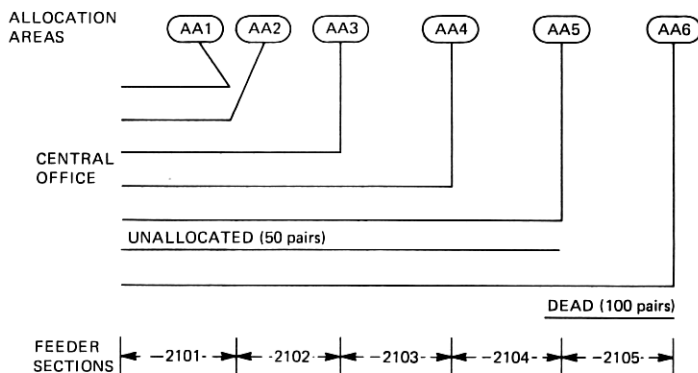 ALLOCATION
AREAS
AA1 AA2 AA3 AA4 AA5 AA6
CENTRAL
OFFICE
UNALLOCATED (50 pairs)
DEAD (100 pairs)
FEEDER
SECTIONS
2101 2102 2103 2104 2105